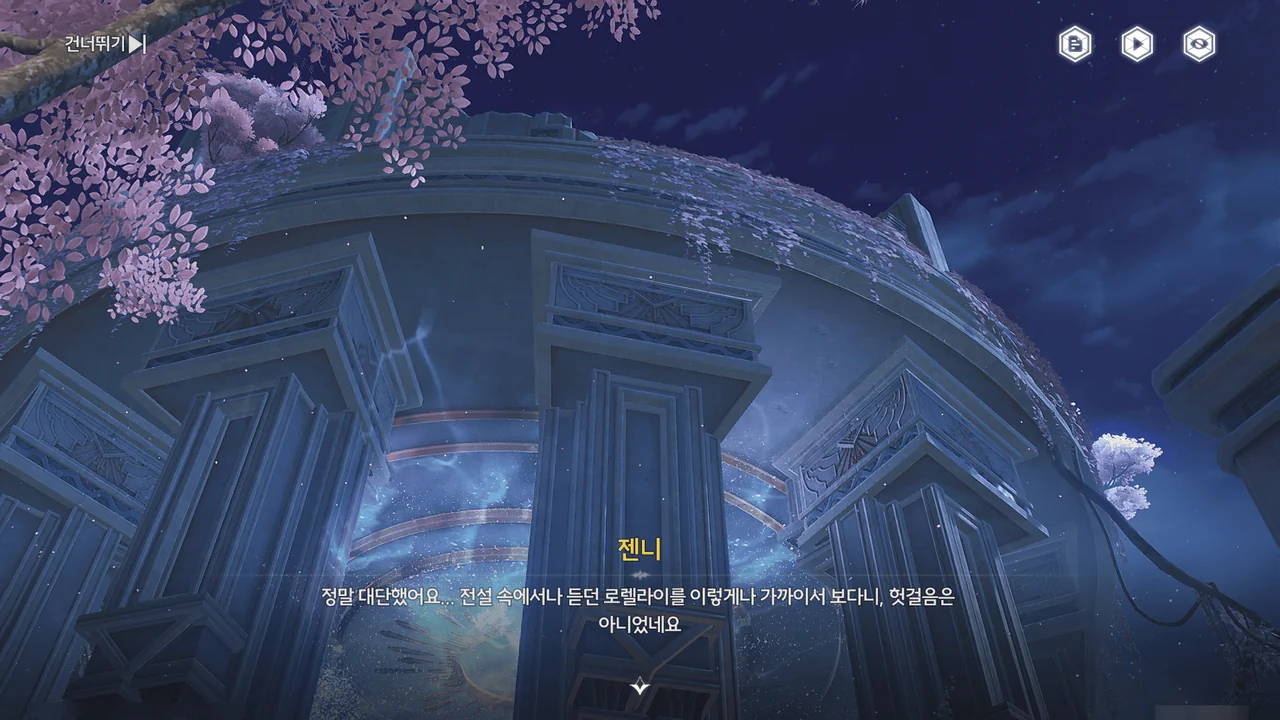 건너뛰기
젠니
정말 대단했어요... 전설 속에서나 듣던 로렐라이를 이렇게나 가까이서 보다니, 헛걸음은
아니었네요